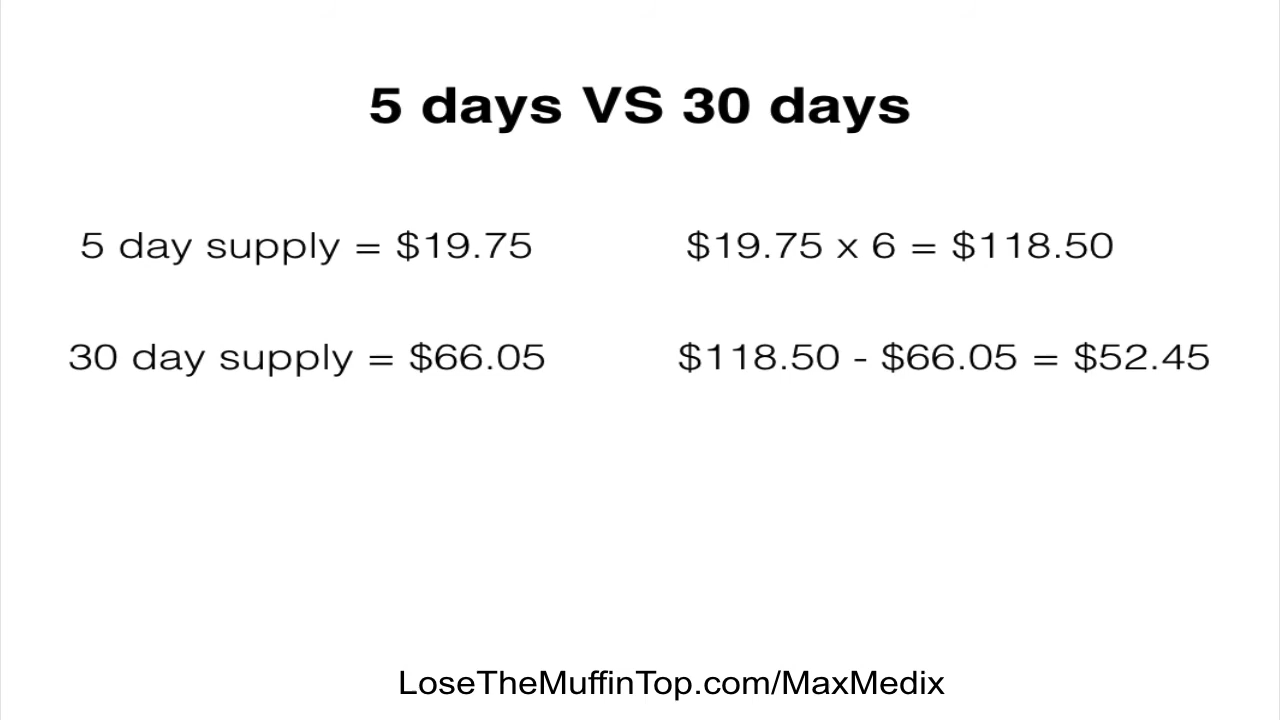 5 days VS 30 days
5 day supply = $19.75
$19.75 x 6 = $118.50
30 day supply = $66.05
$118.50 - $66.05 = $52.45
LoseTheMuffinTop.com/MaxMedix